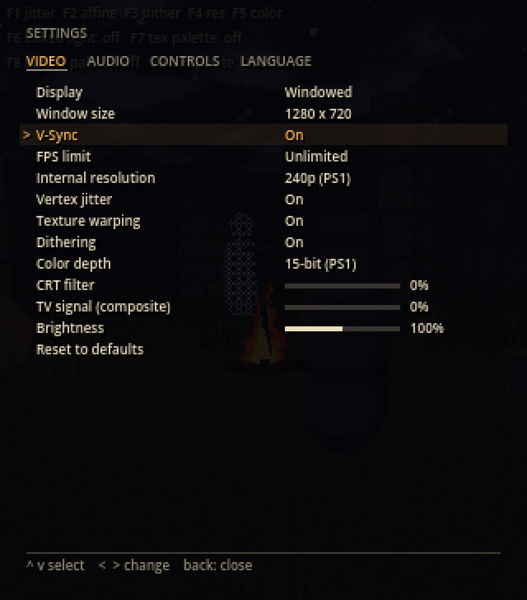 F1 jitter F2 affine F3 dither F4 res F5 color
off F7 tex palette: off
SETTINGS
VIDEO AUDIO CONTROLS LANGUAGE
Display Windowed
Window size 1280 x 720
> V-Sync On
FPS limit Unlimited
Internal resolution 240p (PS1)
Vertex jitter On
Texture warping On
Dithering On
Color depth 15-bit (PS1)
CRT filter 0%
TV signal (composite) 0%
Brightness 100%
Reset to defaults
^ v select < > change back: close